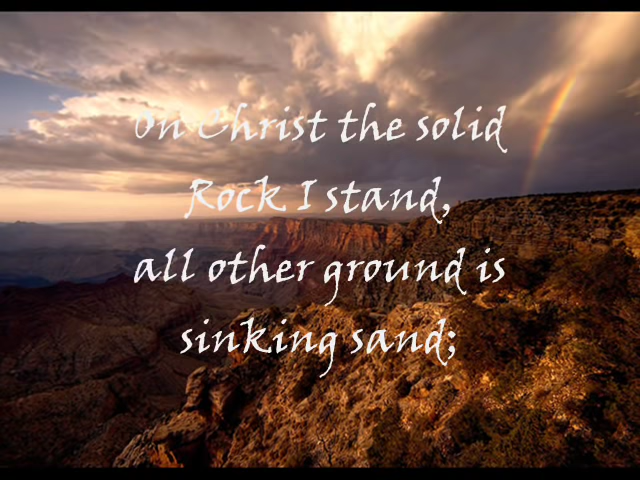 On Christ the solid
Rock I stand,
all other ground is
sinking sand;